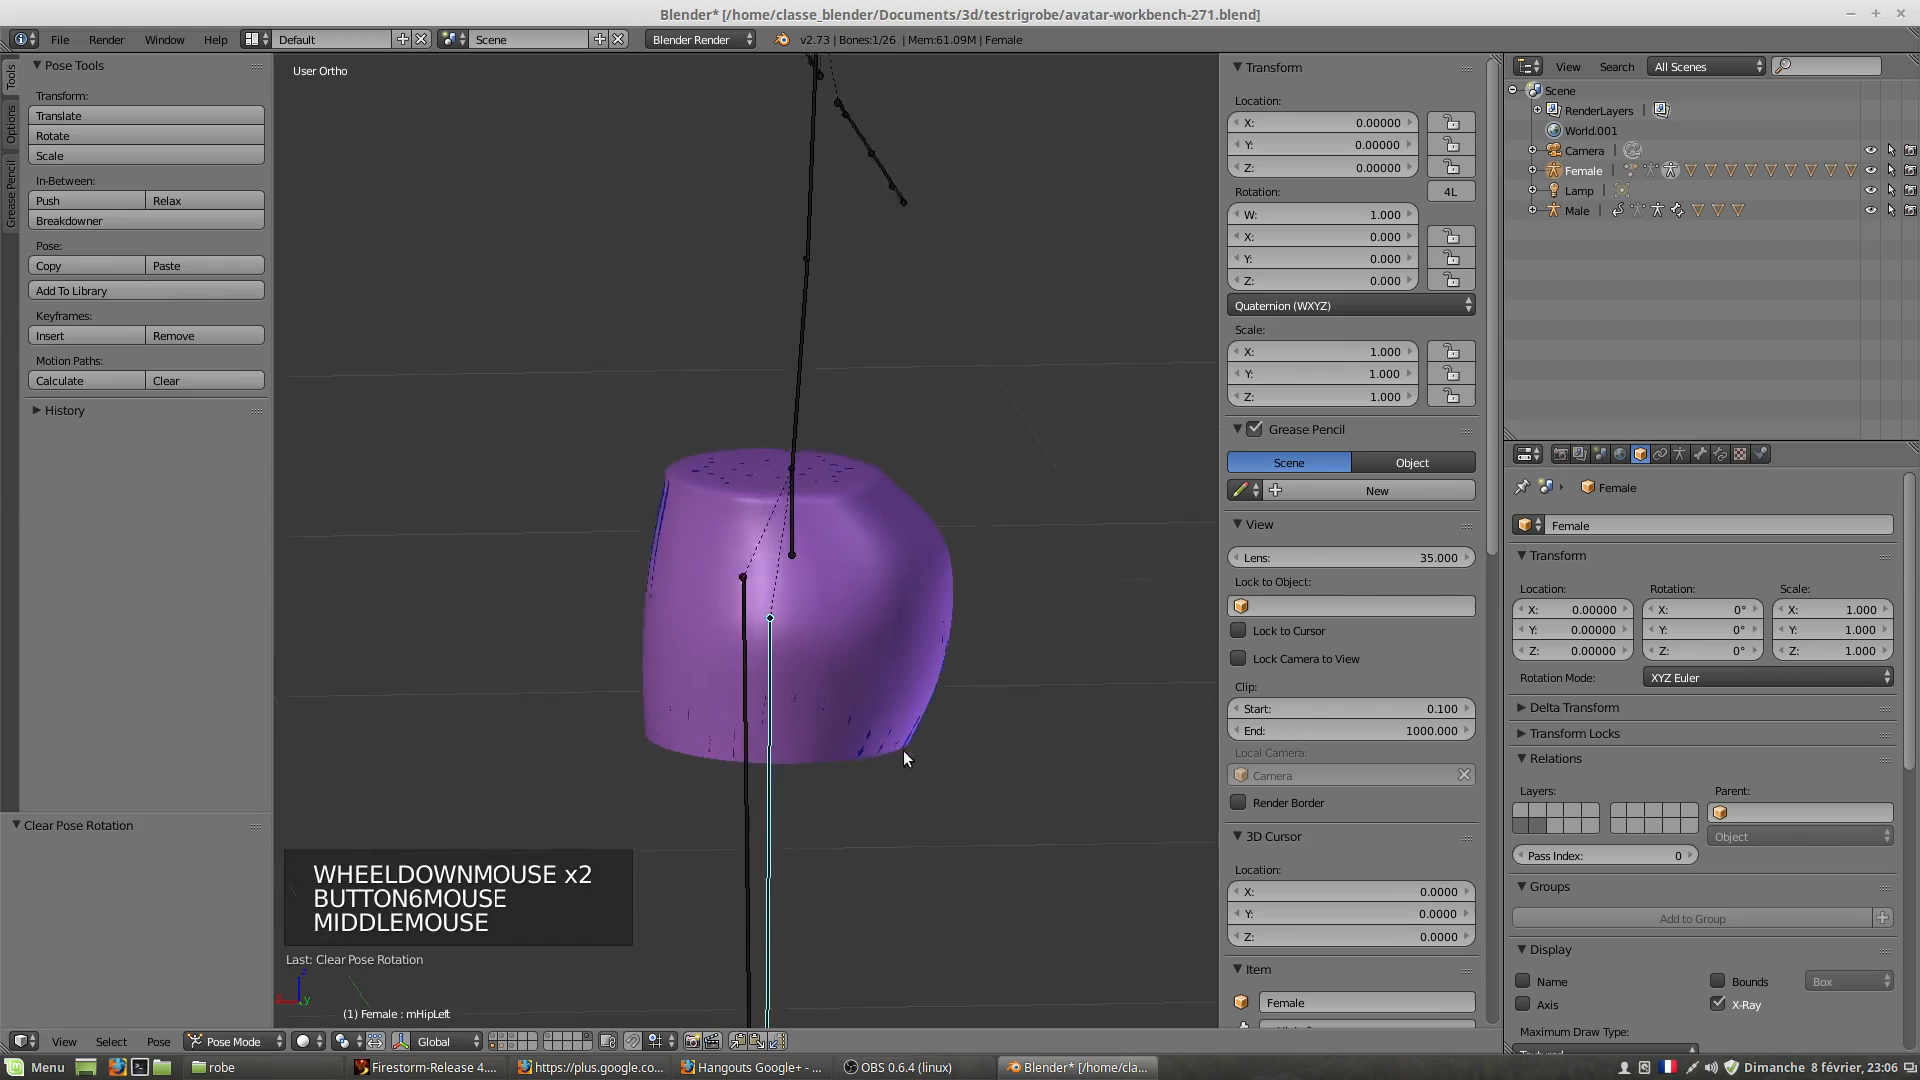 Blender* [/home/classe_blender/Documents/3d/testrigrobe/avatar-workbench-271.blend]
File Render Window Help Default Scene Blender Render v2.73 | Bones:1/26 | Mem:61.09M | Female
Tools
Options
Grease Pencil
Pose Tools
Transform:
Translate
Rotate
Scale
In-Between:
Push Relax
Breakdowner
Pose:
Copy Paste
Add To Library
Keyframes:
Insert Remove
Motion Paths:
Calculate Clear
History
Clear Pose Rotation
User Ortho
WHEELDOWNMOUSE x2
BUTTON6MOUSE
MIDDLEMOUSE
Last: Clear Pose Rotation
z
y
(1) Female : mHipLeft
View Select Pose Pose Mode Global
Transform
Location:
X: 0.00000
Y: 0.00000
Z: 0.00000
Rotation: 4L
W: 1.000
X: 0.000
Y: 0.000
Z: 0.000
Quaternion (WXYZ)
Scale:
X: 1.000
Y: 1.000
Z: 1.000
Grease Pencil
Scene Object
New
View
Lens: 35.000
Lock to Object:
Lock to Cursor
Lock Camera to View
Clip:
Start: 0.100
End: 1000.000
Local Camera:
Camera
Render Border
3D Cursor
Location:
X: 0.0000
Y: 0.0000
Z: 0.0000
Item
Female
View Search All Scenes
Scene
RenderLayers |
World.001
Camera |
Female
Lamp |
Male |
Female
Female
Transform
Location: Rotation: Scale:
X: 0.00000 X: 0° X: 1.000
Y: 0.00000 Y: 0° Y: 1.000
Z: 0.00000 Z: 0° Z: 1.000
Rotation Mode: XYZ Euler
Delta Transform
Transform Locks
Relations
Layers: Parent:
Object
Pass Index: 0
Groups
Add to Group
Display
Name Bounds Box
Axis X-Ray
Maximum Draw Type:
Textured
Menu robe Firestorm-Release 4.... https://plus.google.co... Hangouts Google+ - ... OBS 0.6.4 (linux) Blender* [/home/cla... Dimanche 8 février, 23:06